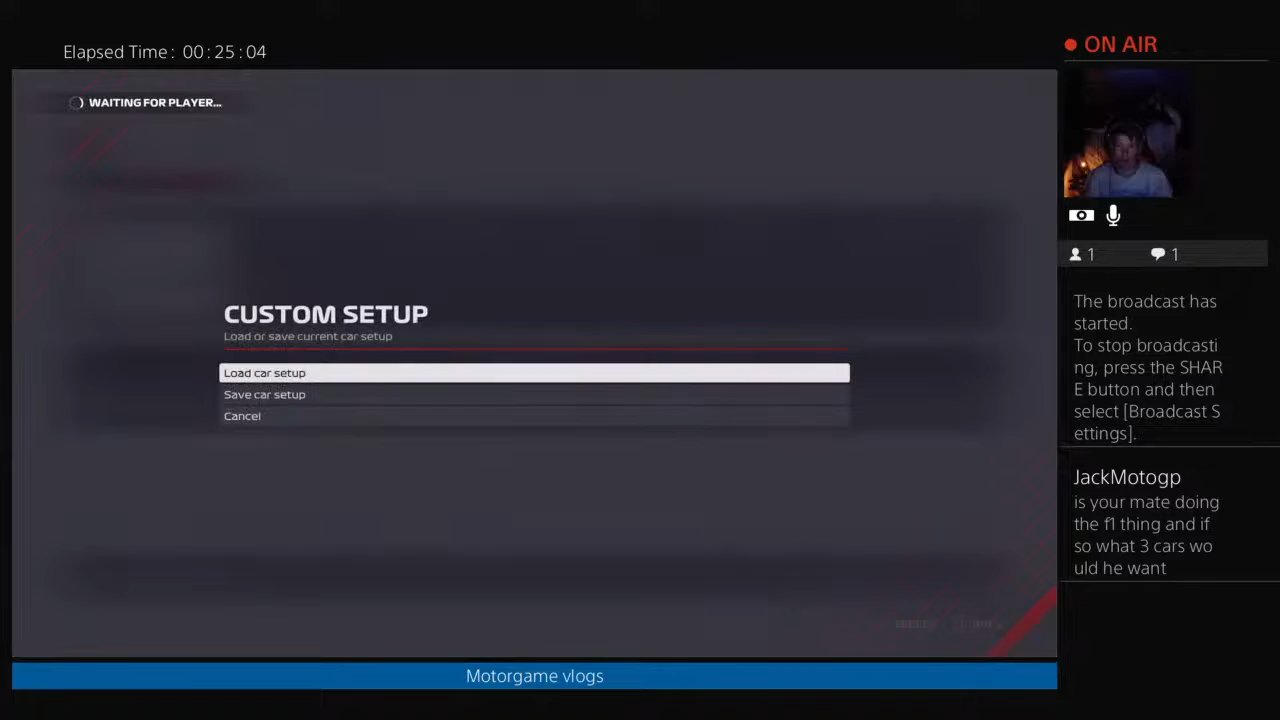 Elapsed Time: 00:25:04
ON AIR
WAITING FOR PLAYER...
1
1
CUSTOM SETUP
Load or save current car setup
Load car setup
Save car setup
Cancel
The broadcast has
started.
To stop broadcasti
ng, press the SHAR
E button and then
select [Broadcast S
ettings].
JackMotogp
is your mate doing
the f1 thing and if
so what 3 cars wo
uld he want
Motorgame vlogs